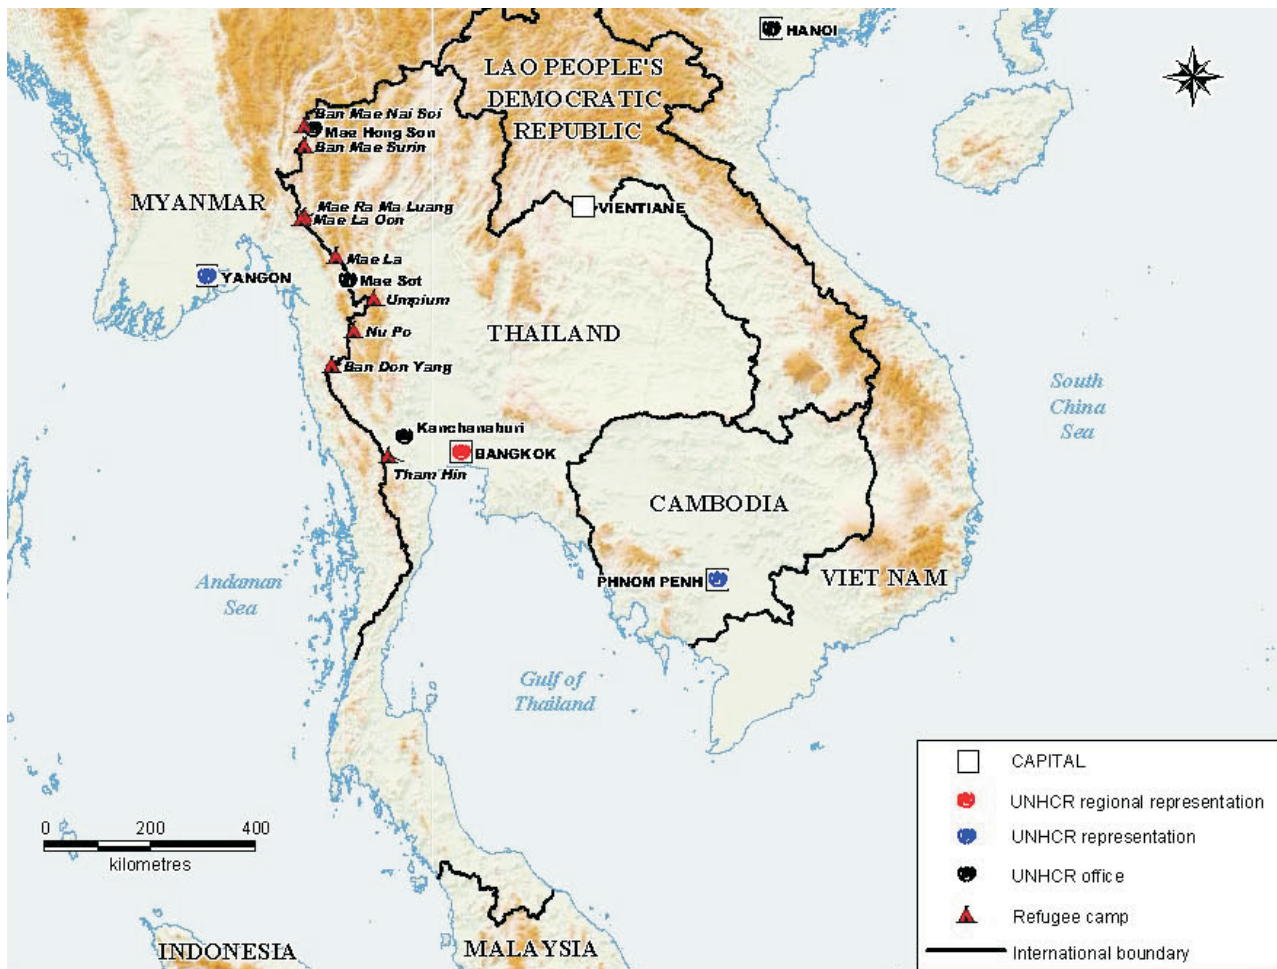 HANOI
LAO PEOPLE'S
DEMOCRATIC
REPUBLIC
Ban Mae Nai Soi
Mae Hong Son
Ban Mae Surin
MYANMAR
Mae Ra Ma Luang
Mae La Oon
VIENTIANE
Mae La
YANGON
Mae Sot
Umpium
Nu Po
THAILAND
Ban Don Yang
South
China
Sea
Kanchanaburi
BANGKOK
Tham Hin
CAMBODIA
Andaman
Sea
PHNOM PENH
VIET NAM
Gulf of
Thailand
0 200 400
kilometres
CAPITAL
UNHCR regional representation
UNHCR representation
UNHCR office
Refugee camp
International boundary
INDONESIA
MALAYSIA